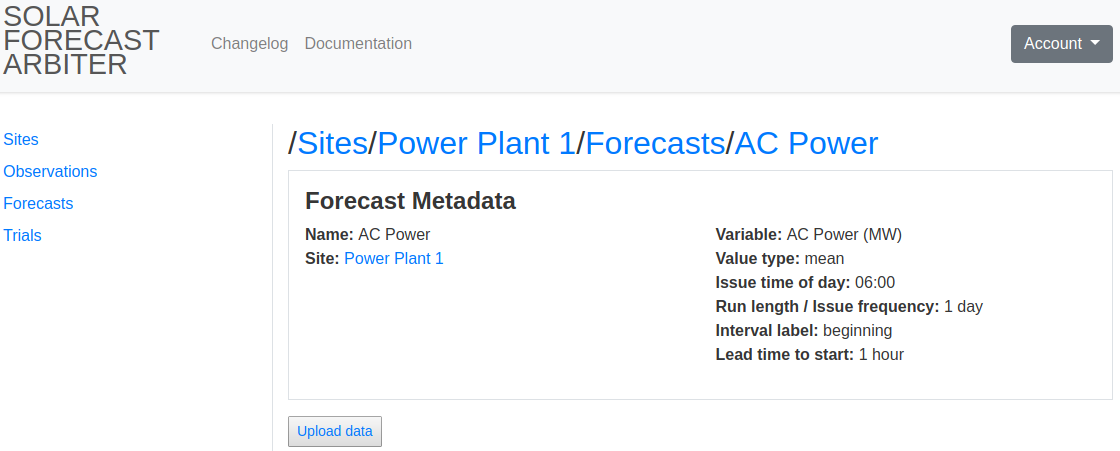 SOLAR
FORECAST
ARBITER
Changelog Documentation
Account
Sites
Observations
Forecasts
Trials
/Sites/Power Plant 1/Forecasts/AC Power
Forecast Metadata
Name: AC Power
Site: Power Plant 1
Variable: AC Power (MW)
Value type: mean
Issue time of day: 06:00
Run length / Issue frequency: 1 day
Interval label: beginning
Lead time to start: 1 hour
Upload data